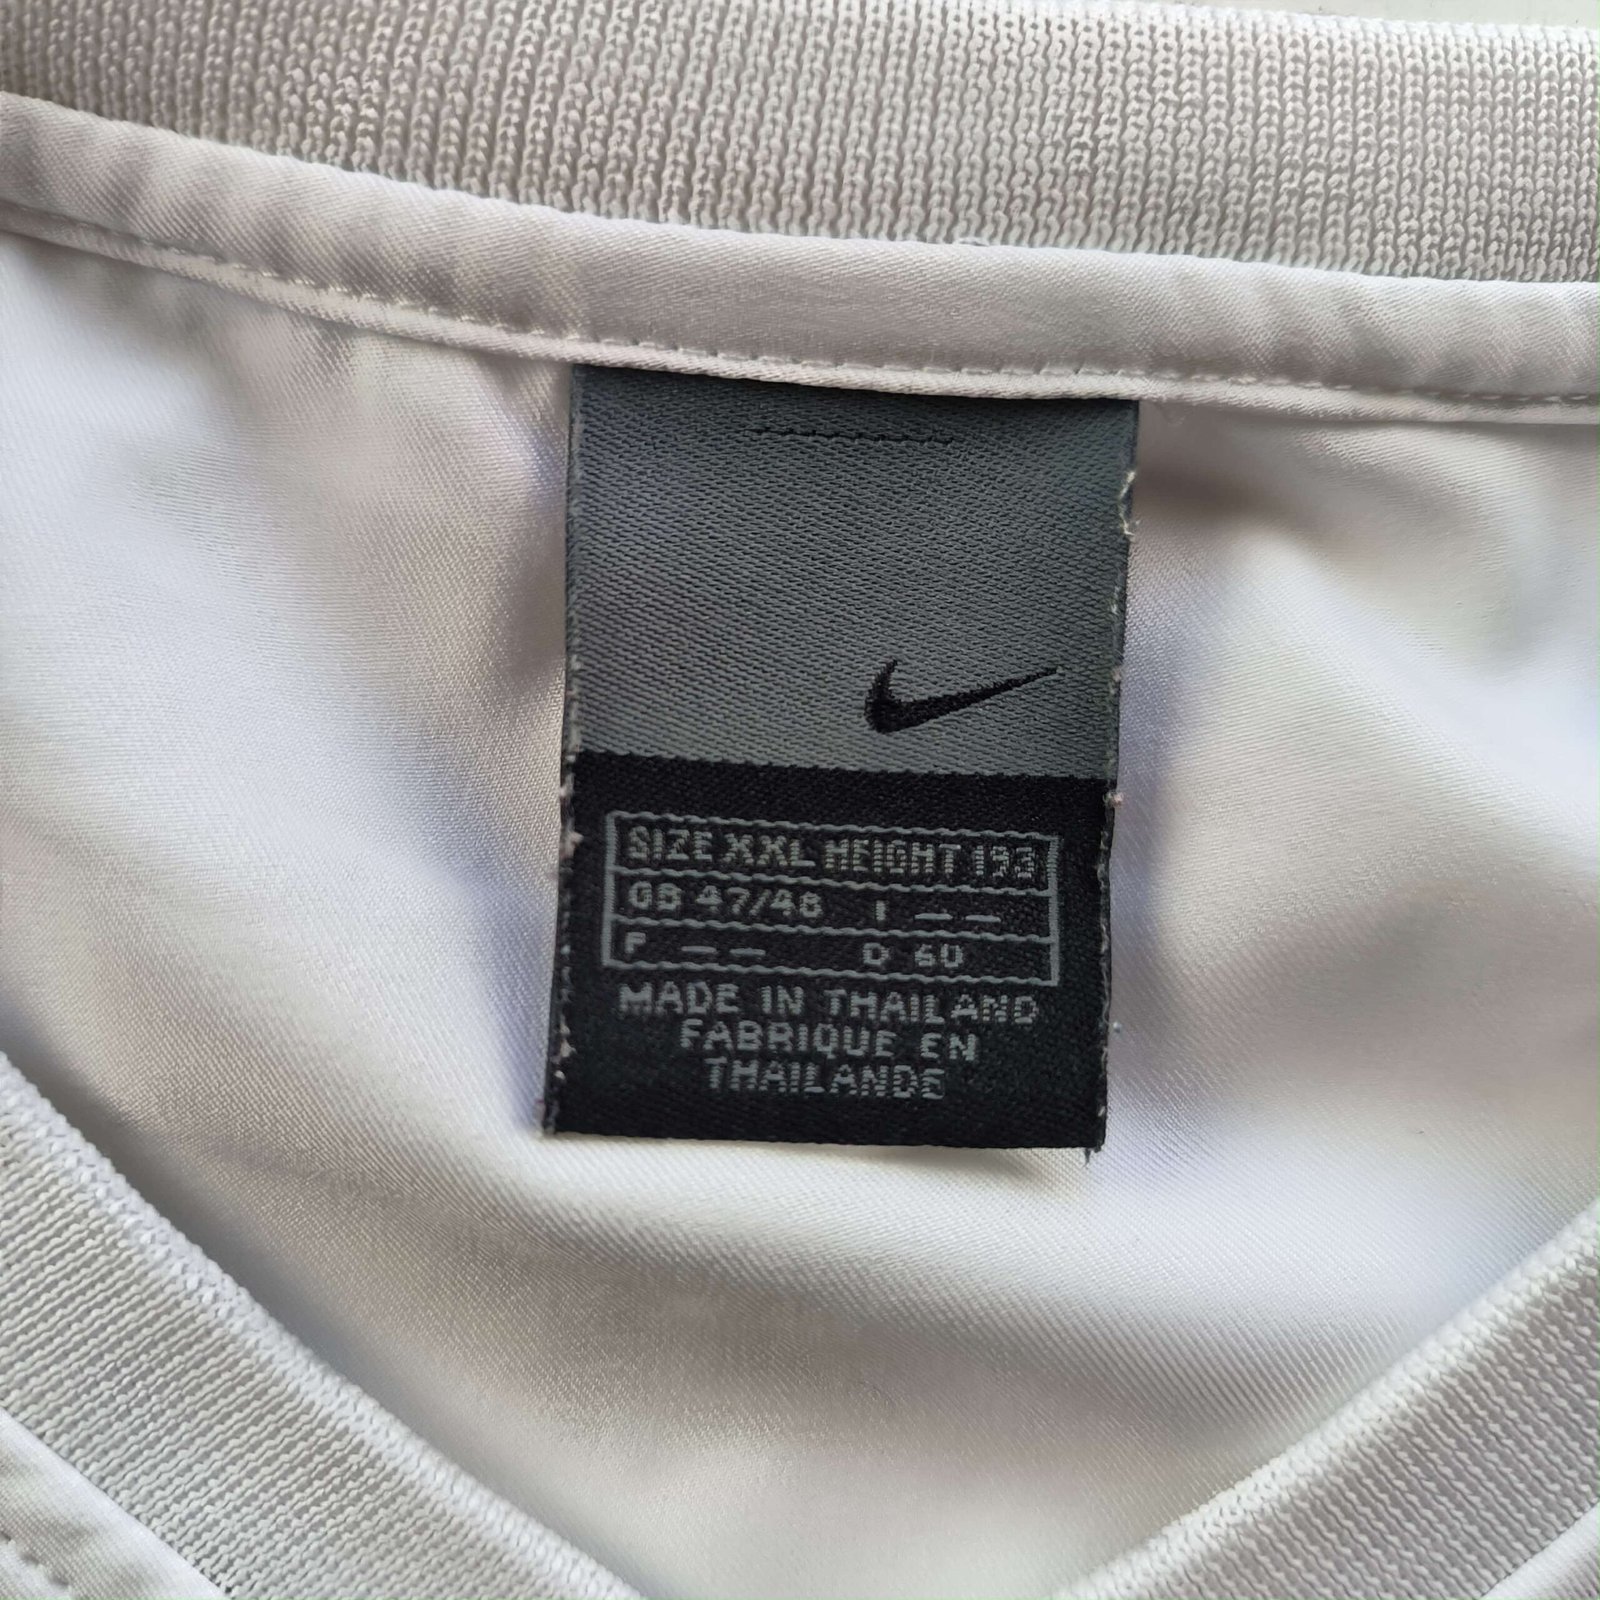 SIZE XXL HEIGHT 193
GB 47/48 I — —
F — — D 60
MADE IN THAILAND
FABRIQUE EN
THAILANDE